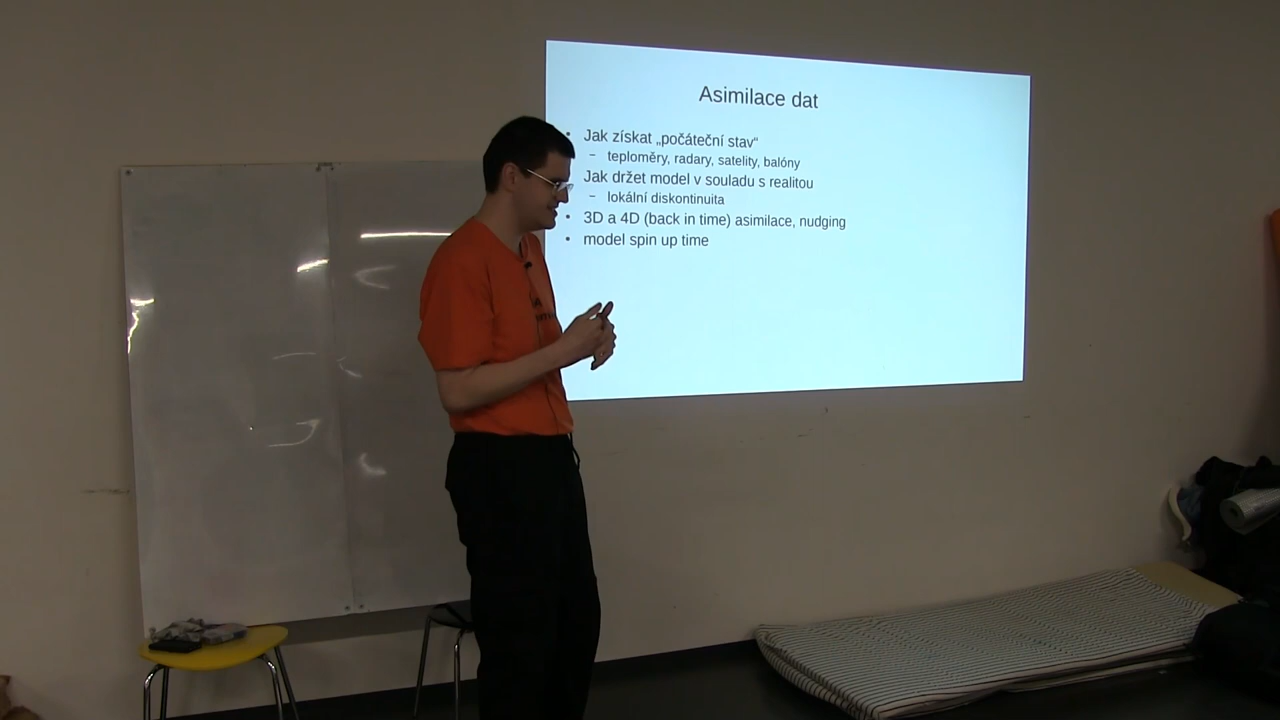 Asimilace dat
• Jak získat „počáteční stav“
– teploměry, radary, satelity, balóny
Jak držet model v souladu s realitou
– lokální diskontinuita
• 3D a 4D (back in time) asimilace, nudging
• model spin up time